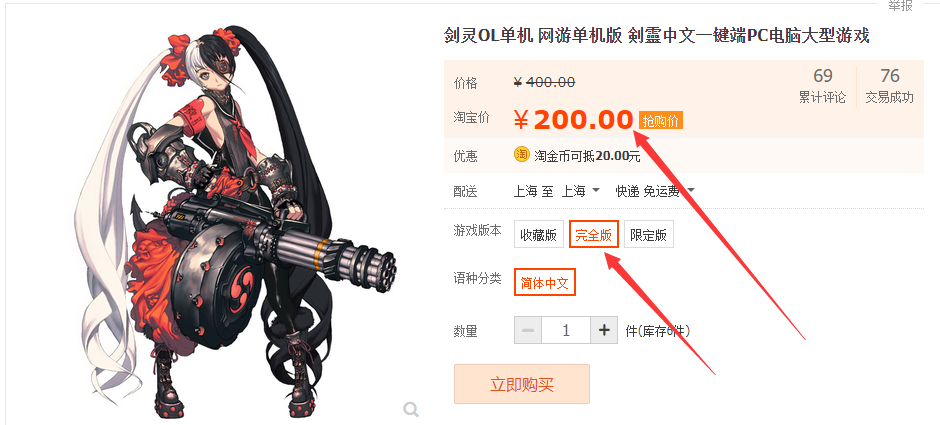 举报
剑灵OL单机 网游单机版 剣靈中文一键端PC电脑大型游戏
价格 ¥ 400.00
69 累计评论
76 交易成功
淘宝价 ¥ 200.00 抢购价
优惠 淘 淘金币可抵20.00元
配送 上海 至 上海 快递 免运费
游戏版本 收藏版 完全版 限定版
语种分类 简体中文
数量 − 1 + 件(库存6件)
立即购买